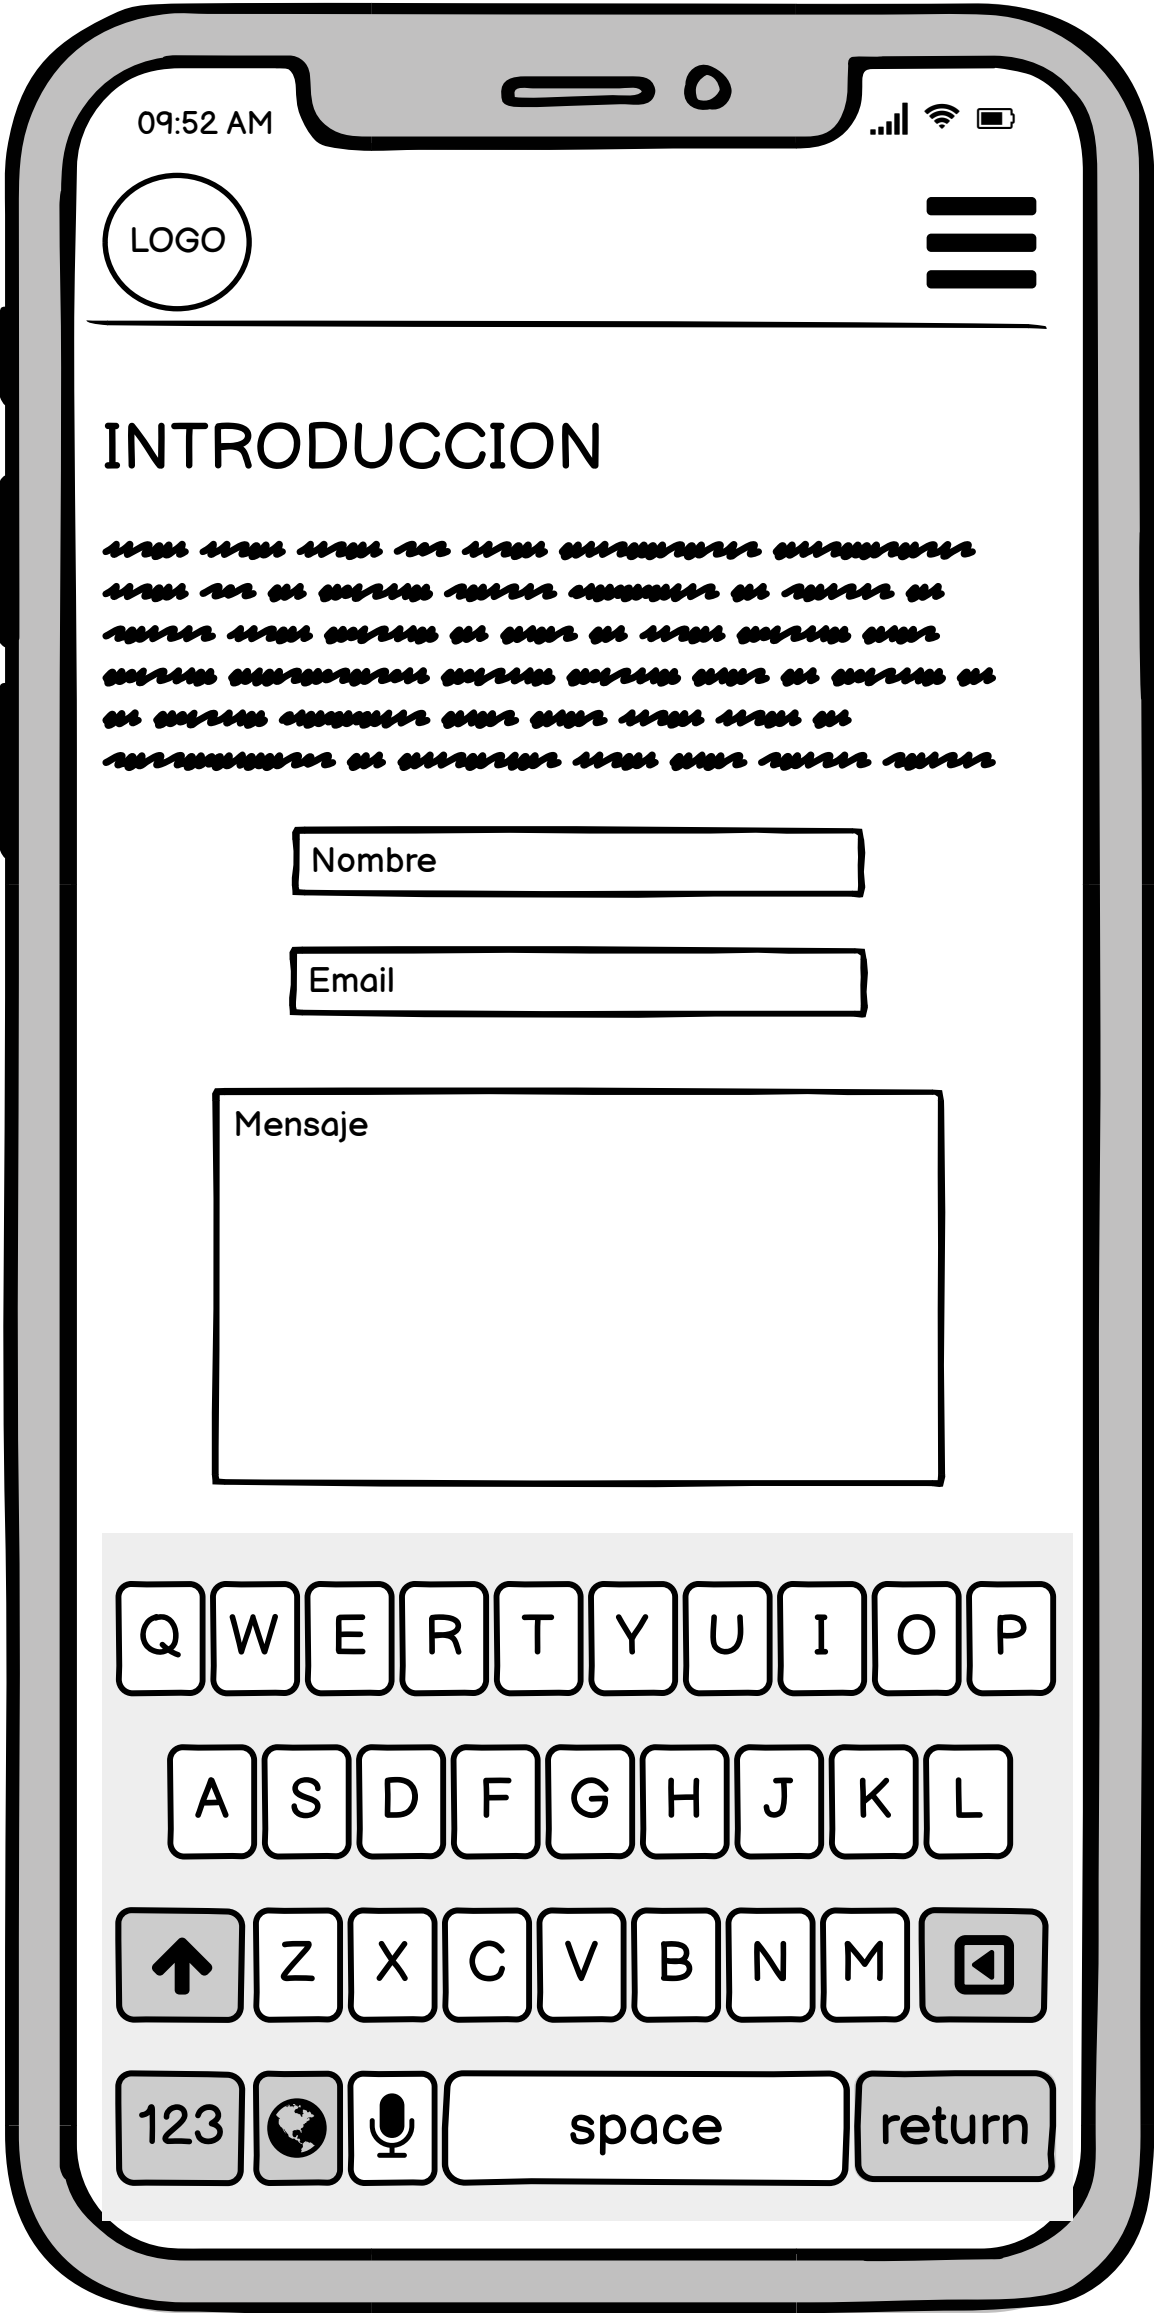 09:52 AM
LOGO
INTRODUCCION
Nombre
Email
Mensaje
Q W E R T Y U I O P
A S D F G H J K L
Z X C V B N M
123 space return